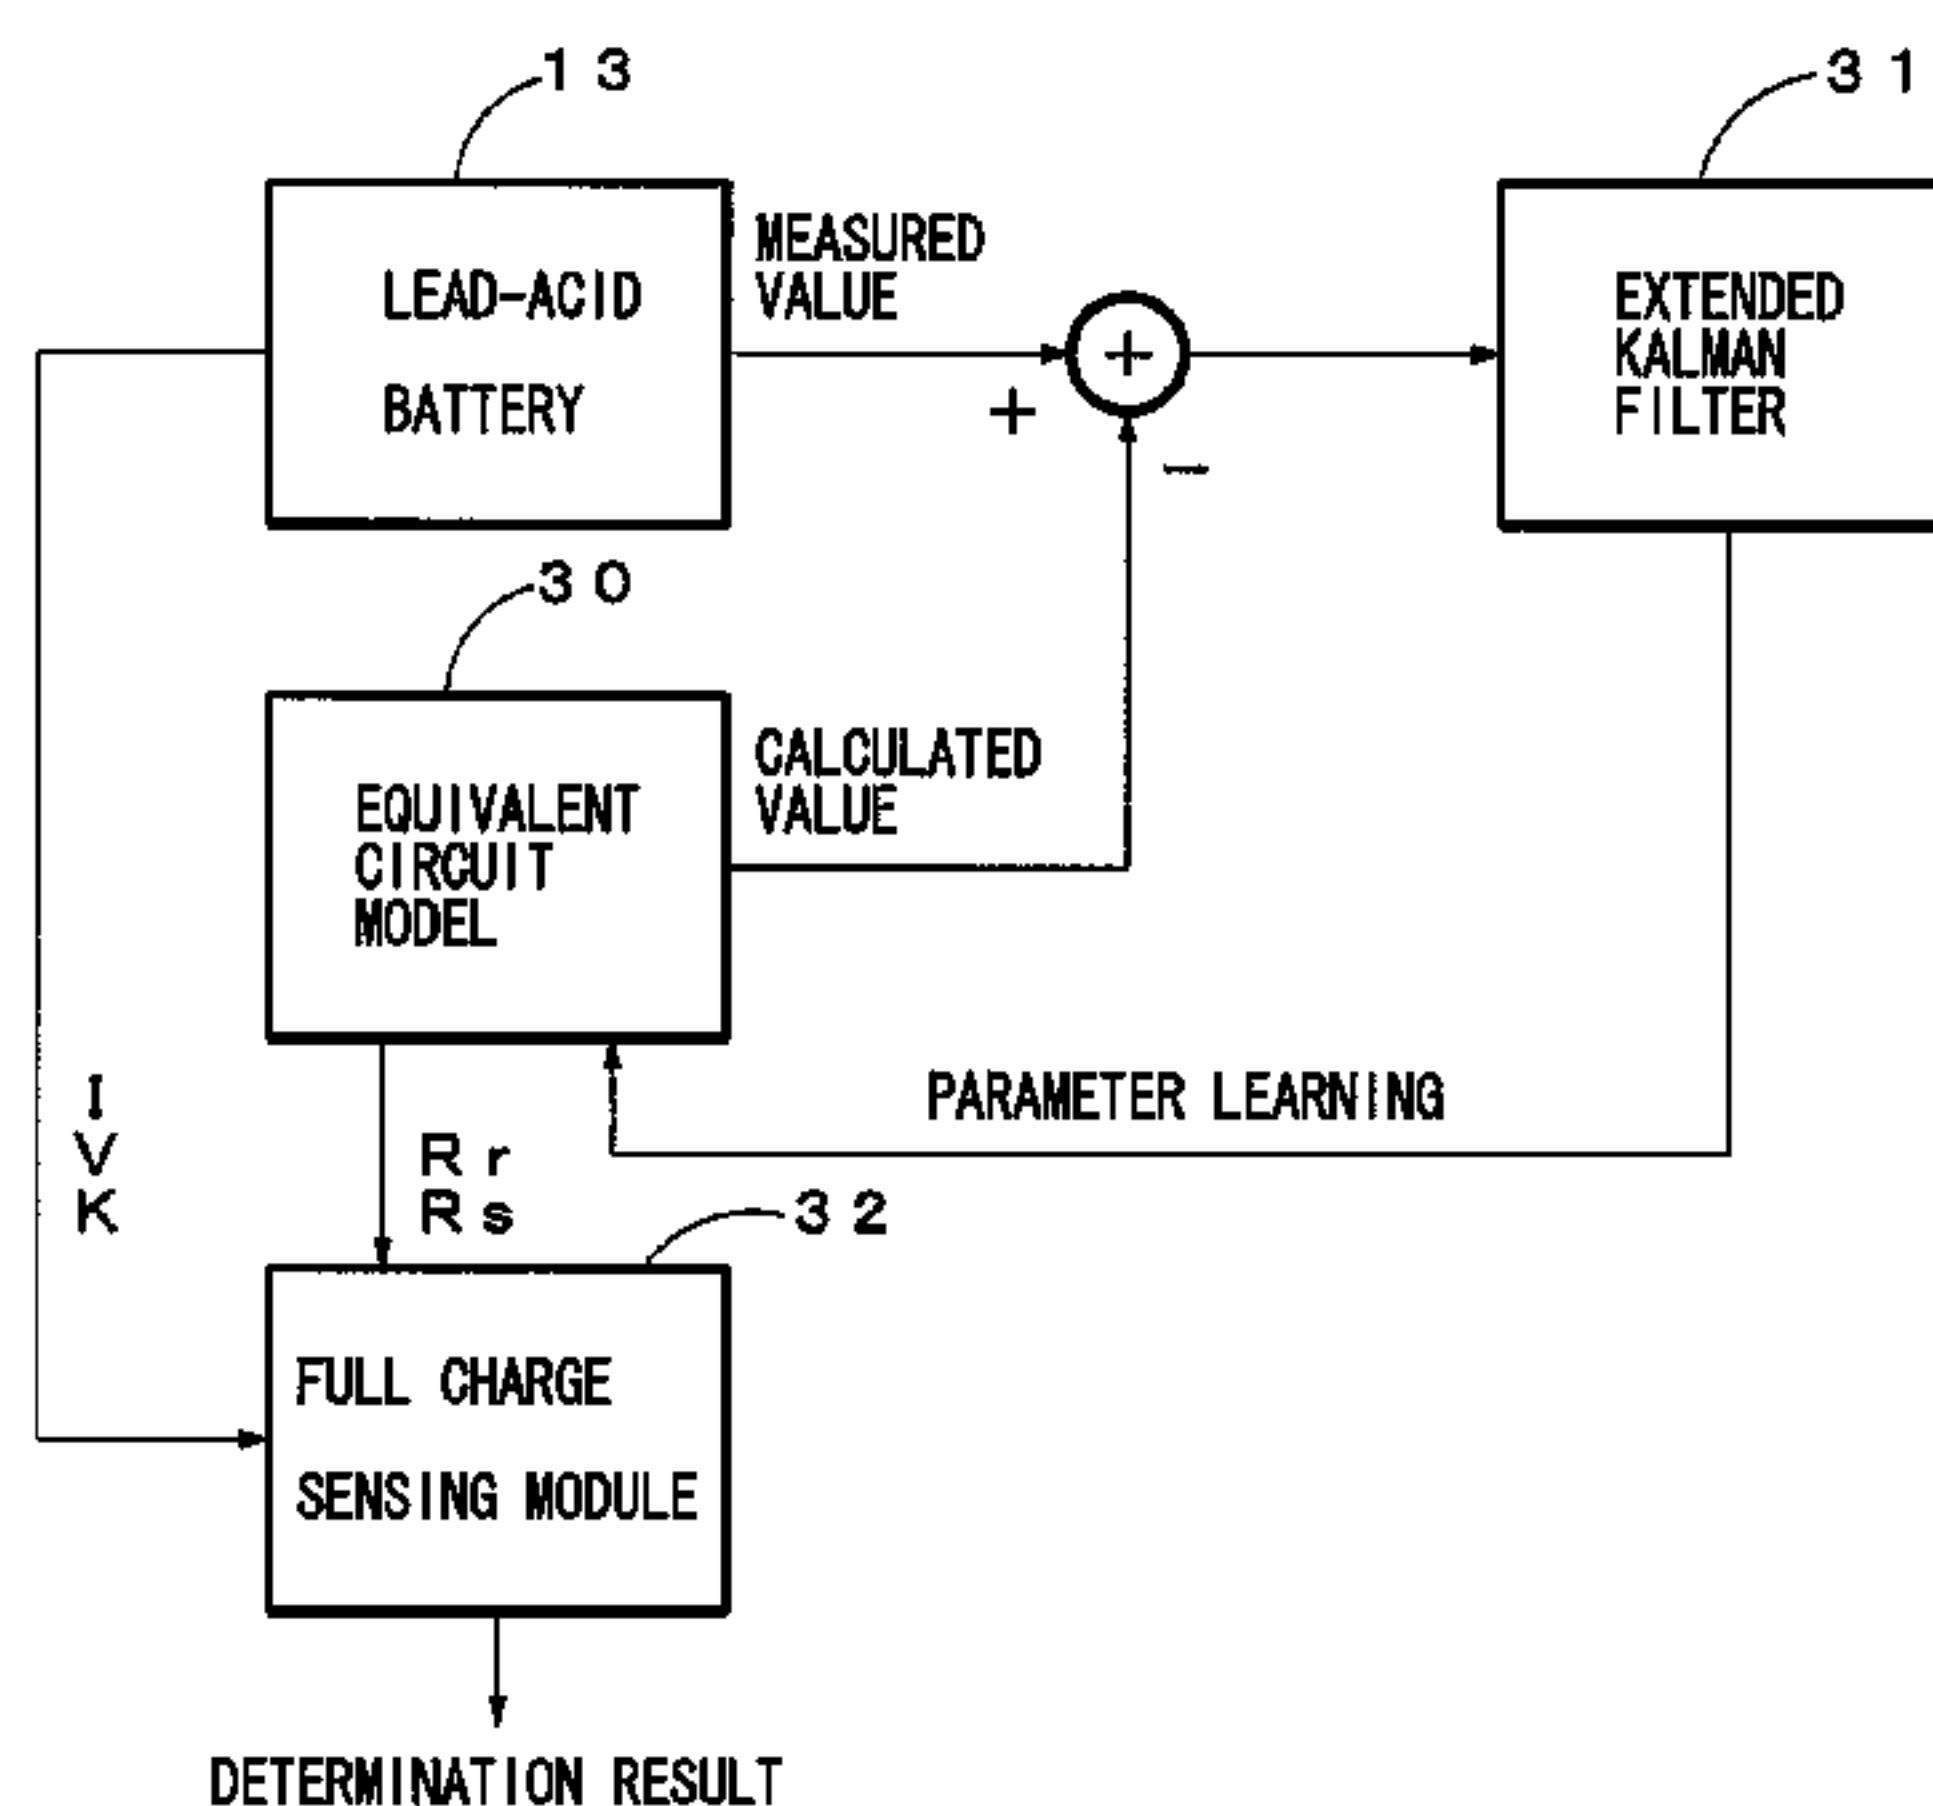 13
31
LEAD-ACID
BATTERY
MEASURED
VALUE
+
+
−
EXTENDED
KALMAN
FILTER
30
EQUIVALENT
CIRCUIT
MODEL
CALCULATED
VALUE
PARAMETER LEARNING
I
V
K
Rr
Rs
32
FULL CHARGE
SENSING MODULE
DETERMINATION RESULT